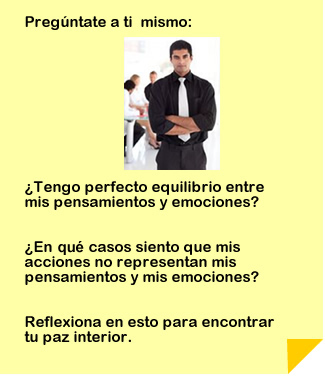 Pregúntate a ti mismo:
¿Tengo perfecto equilibrio entre
mis pensamientos y emociones?
¿En qué casos siento que mis
acciones no representan mis
pensamientos y mis emociones?
Reflexiona en esto para encontrar
tu paz interior.